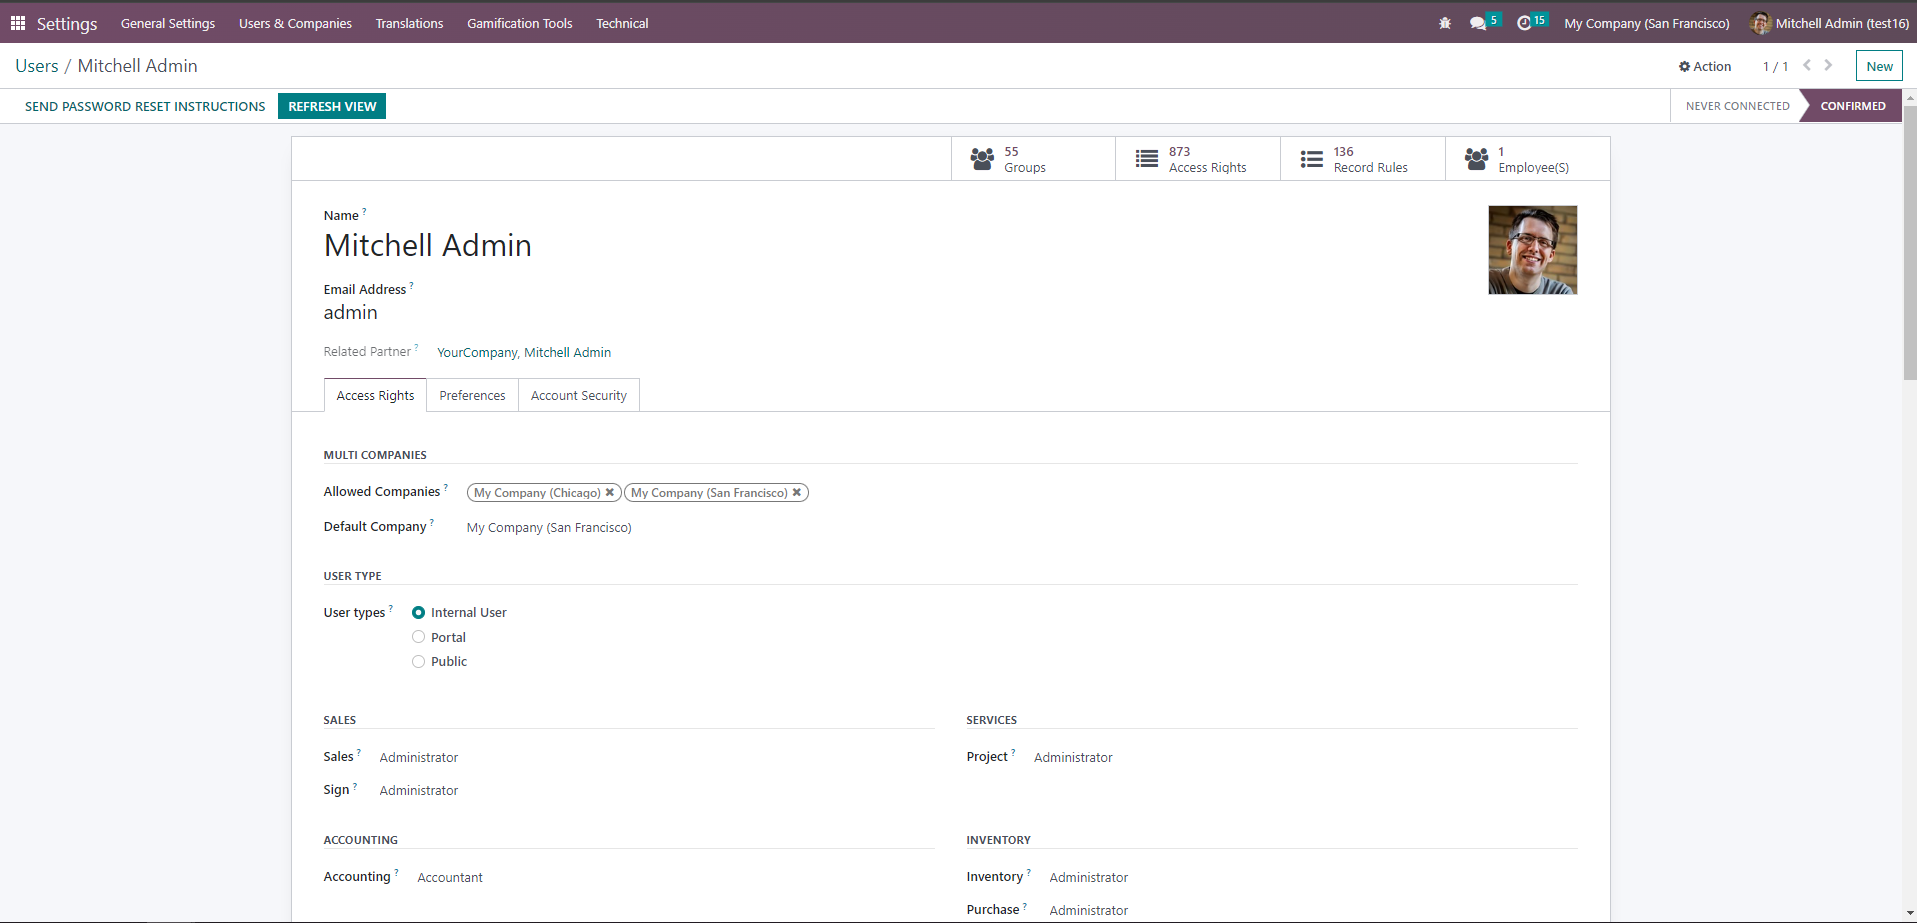 Settings General Settings Users & Companies Translations Gamification Tools Technical 5 15 My Company (San Francisco) Mitchell Admin (test16)
Users / Mitchell Admin Action 1 / 1 New
SEND PASSWORD RESET INSTRUCTIONS REFRESH VIEW NEVER CONNECTED CONFIRMED
55 873 136 1
Groups Access Rights Record Rules Employee(S)
Name ?
Mitchell Admin
Email Address ?
admin
Related Partner ? YourCompany, Mitchell Admin
Access Rights Preferences Account Security
MULTI COMPANIES
Allowed Companies ? My Company (Chicago) ✖ My Company (San Francisco) ✖
Default Company ? My Company (San Francisco)
USER TYPE
User types ? Internal User
Portal
Public
SALES SERVICES
Sales ? Administrator Project ? Administrator
Sign ? Administrator
ACCOUNTING INVENTORY
Accounting ? Accountant Inventory ? Administrator
Purchase ? Administrator